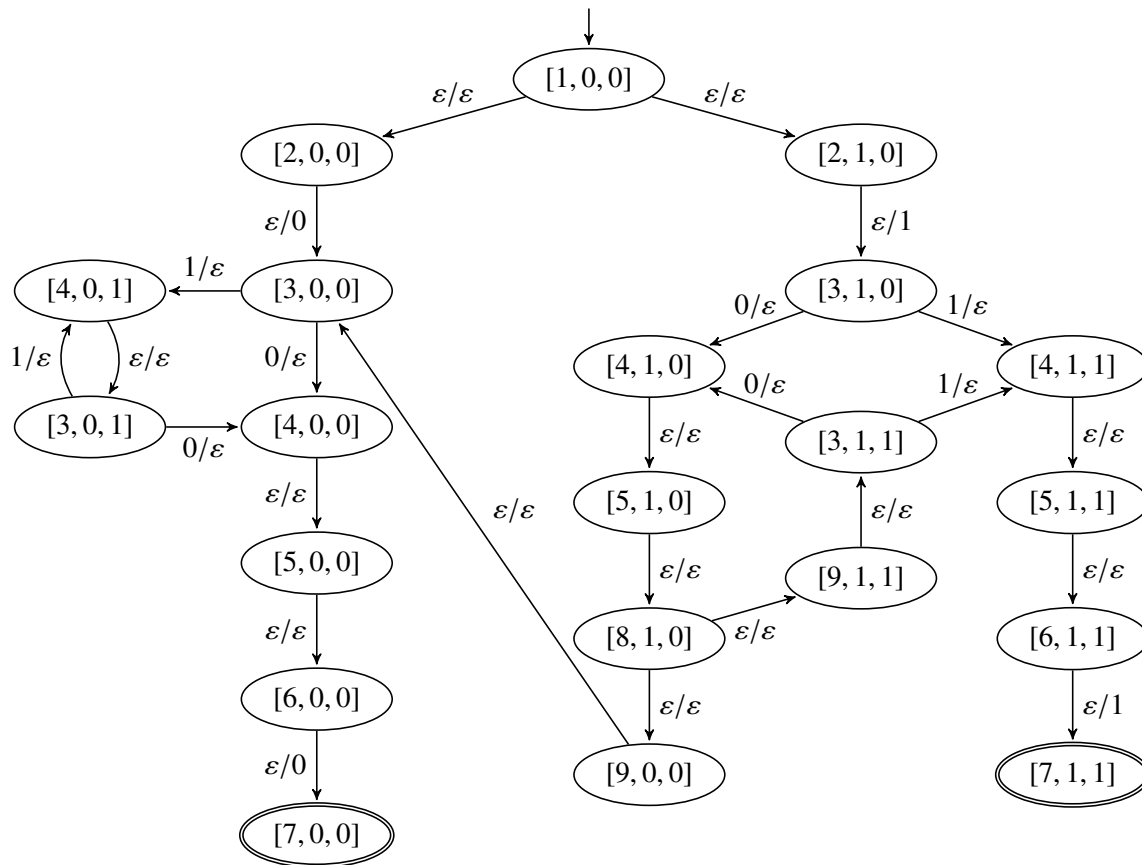 [1, 0, 0]
ε/ε ε/ε
[2, 0, 0] [2, 1, 0]
ε/0 ε/1
[4, 0, 1] 1/ε [3, 0, 0] [3, 1, 0]
0/ε 1/ε
1/ε ε/ε 0/ε [4, 1, 0] 0/ε 1/ε [4, 1, 1]
[3, 0, 1] 0/ε [4, 0, 0] ε/ε [3, 1, 1] ε/ε
ε/ε ε/ε [5, 1, 0] ε/ε [5, 1, 1]
[5, 0, 0] ε/ε [9, 1, 1] ε/ε
ε/ε [8, 1, 0] ε/ε [6, 1, 1]
[6, 0, 0] ε/ε ε/1
ε/0 [9, 0, 0] [7, 1, 1]
[7, 0, 0]